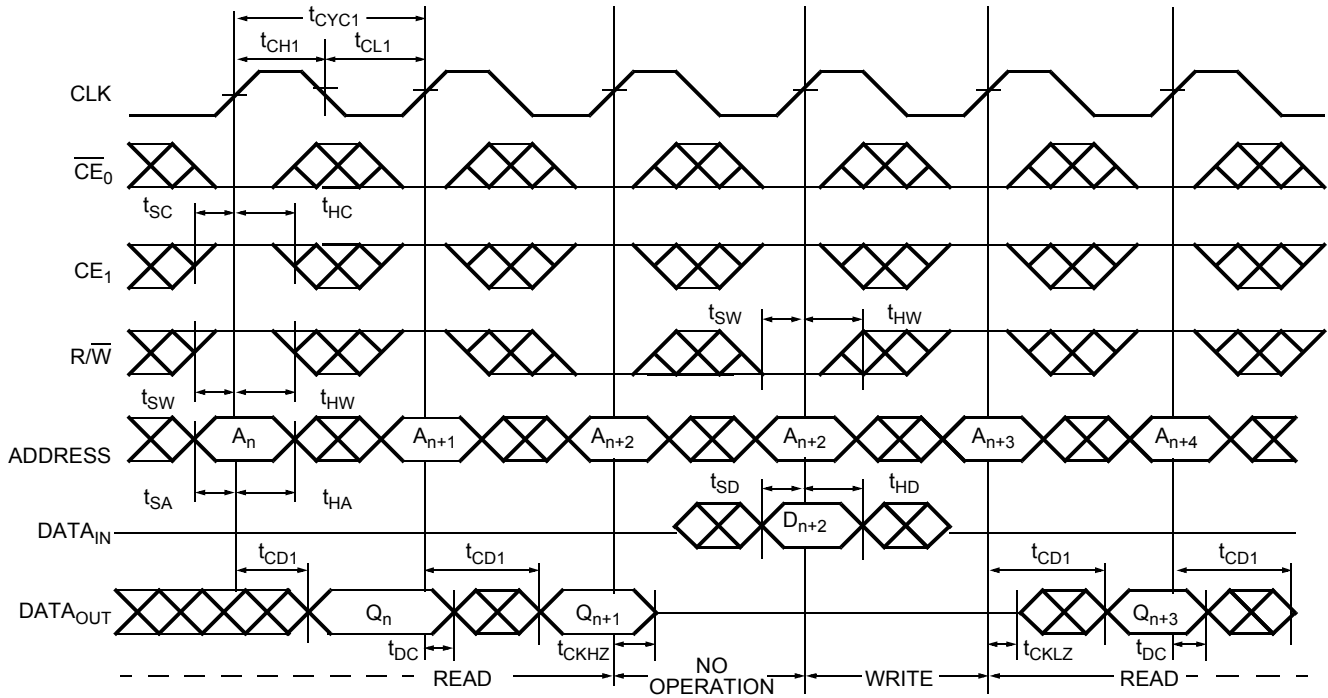 tCYC1
tCH1 tCL1
CLK
CE0
tSC tHC
CE1
tSW tHW
R/W
tSW tHW
ADDRESS An An+1 An+2 An+2 An+3 An+4
tSA tHA tSD tHD
DATAIN Dn+2
tCD1 tCD1 tCD1 tCD1
DATAOUT Qn Qn+1 Qn+3
tDC tCKHZ tCKLZ tDC
READ NO OPERATION WRITE READ